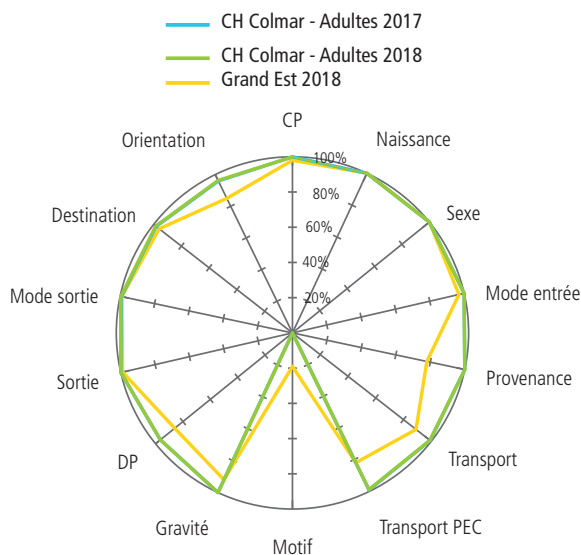 CH Colmar - Adultes 2017
CH Colmar - Adultes 2018
Grand Est 2018
CP
Naissance
Sexe
Mode entrée
Provenance
Transport
Transport PEC
Motif
Gravité
DP
Sortie
Mode sortie
Destination
Orientation
100%
80%
60%
40%
20%